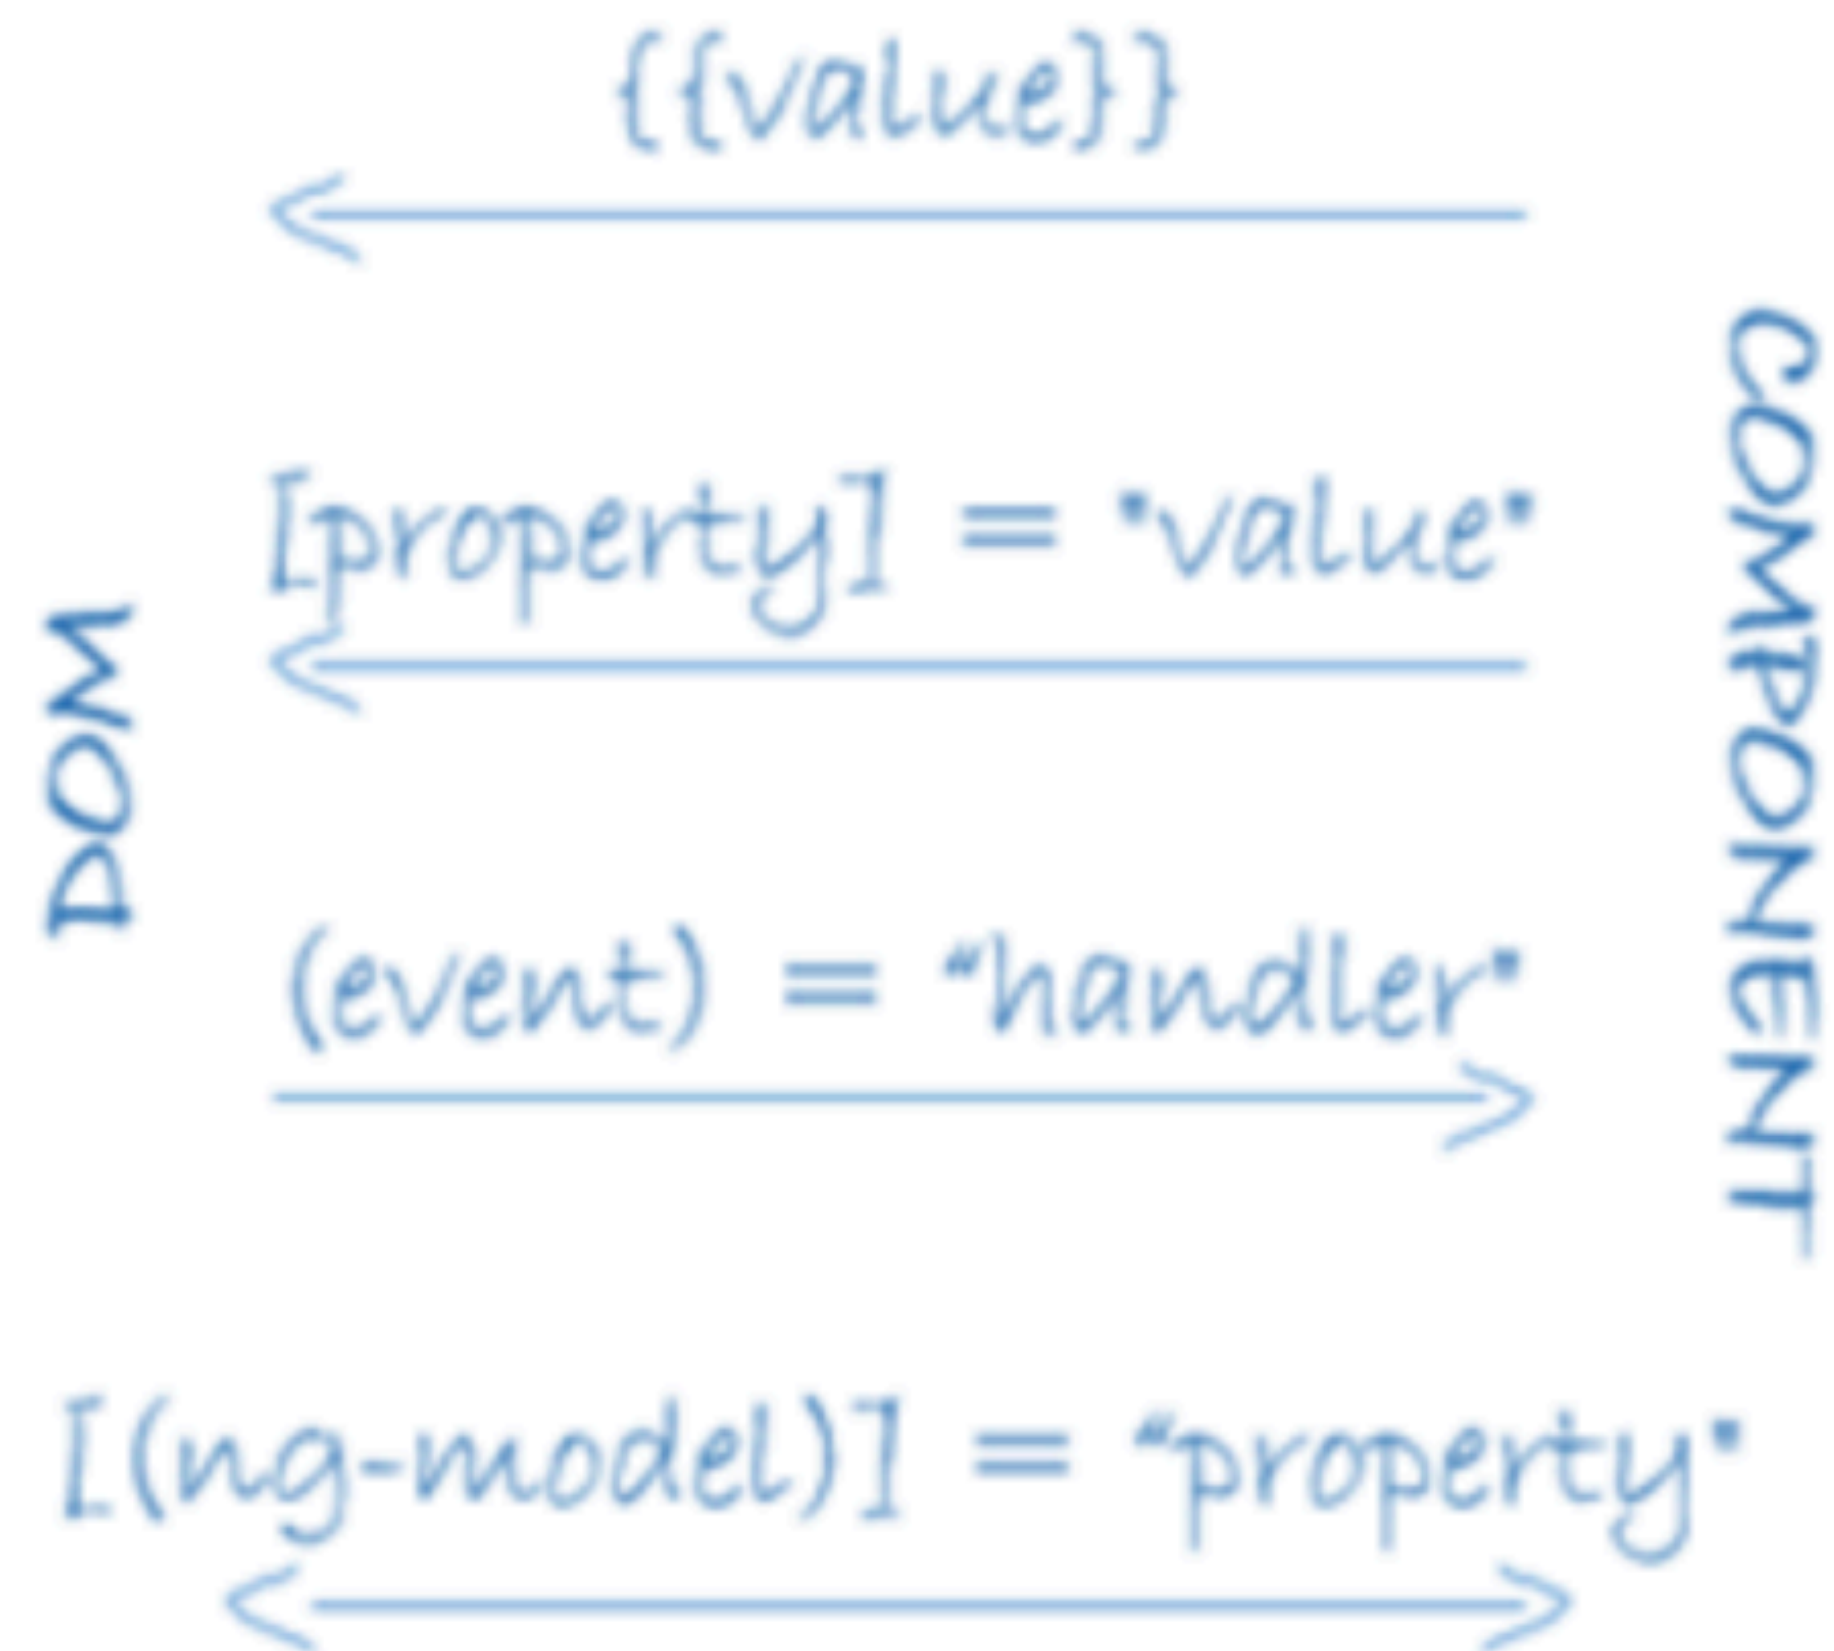 {{value}}
[property] = "value"
DOM
COMPONENT
(event) = "handler"
[(ng-model)] = "property"